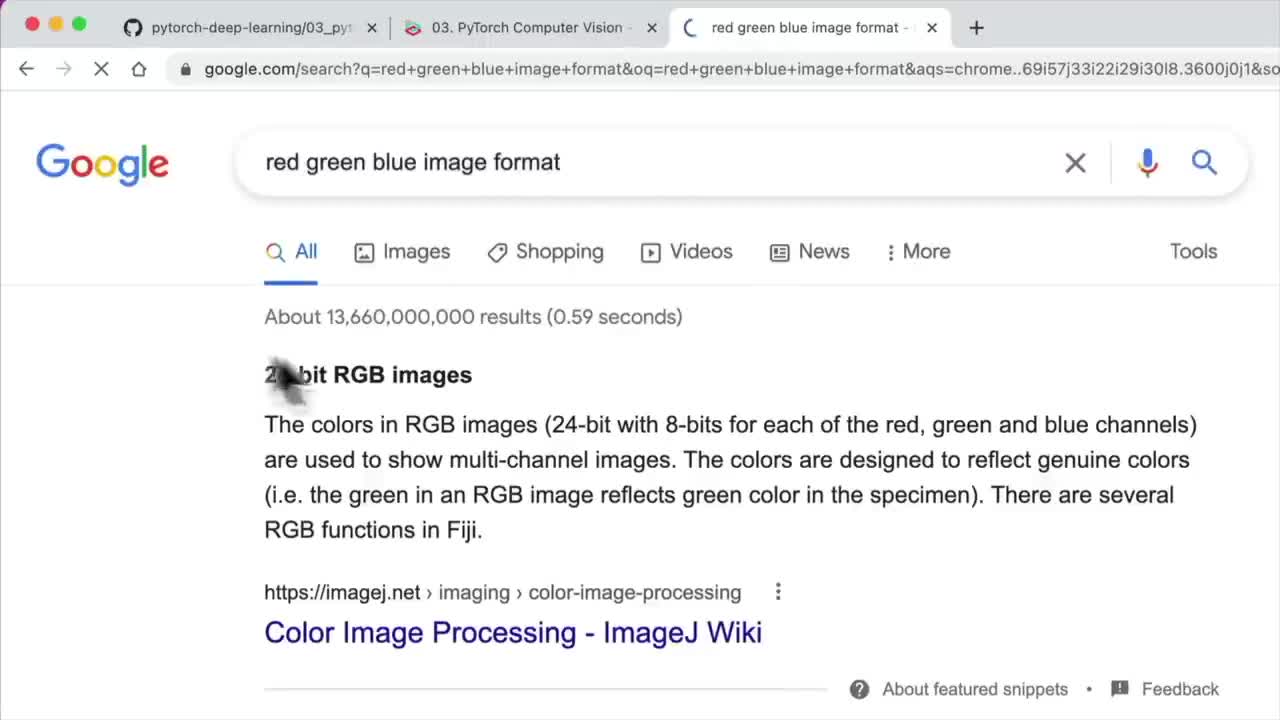 pytorch-deep-learning/03_pyt
03. PyTorch Computer Vision -
red green blue image format -
google.com/search?q=red+green+blue+image+format&oq=red+green+blue+image+format&aqs=chrome..69i57j33i22i29i30l8.3600j0j1&so
Google
red green blue image format
All
Images
Shopping
Videos
News
More
Tools
About 13,660,000,000 results (0.59 seconds)
bit RGB images
The colors in RGB images (24-bit with 8-bits for each of the red, green and blue channels)
are used to show multi-channel images. The colors are designed to reflect genuine colors
(i.e. the green in an RGB image reflects green color in the specimen). There are several
RGB functions in Fiji.
https://imagej.net › imaging › color-image-processing
Color Image Processing - ImageJ Wiki
About featured snippets • Feedback